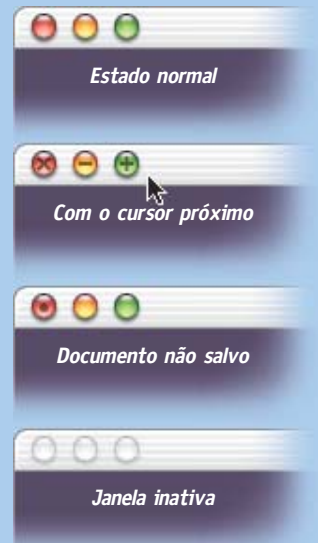 Estado normal
Com o cursor próximo
Documento não salvo
Janela inativa